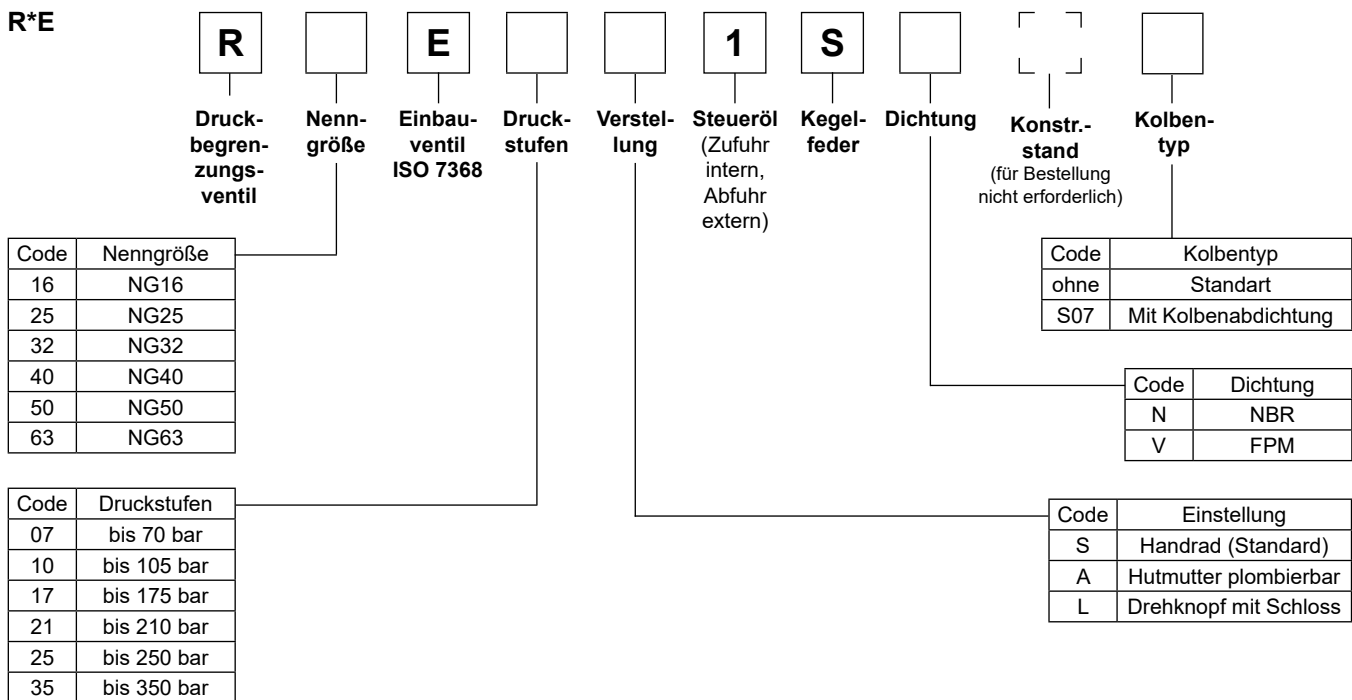 R*E
R
E
1
S
Druck-
begren-
zungs-
ventil
Nenn-
größe
Einbau-
ventil
ISO 7368
Druck-
stufen
Verstel-
lung
Steueröl
(Zufuhr
intern,
Abfuhr
extern)
Kegel-
feder
Dichtung
Konstr.-
stand
(für Bestellung
nicht erforderlich)
Kolben-
typ
Code Nenngröße
16 NG16
25 NG25
32 NG32
40 NG40
50 NG50
63 NG63
Code Kolbentyp
ohne Standart
S07 Mit Kolbenabdichtung
Code Dichtung
N NBR
V FPM
Code Druckstufen
07 bis 70 bar
10 bis 105 bar
17 bis 175 bar
21 bis 210 bar
25 bis 250 bar
35 bis 350 bar
Code Einstellung
S Handrad (Standard)
A Hutmutter plombierbar
L Drehknopf mit Schloss